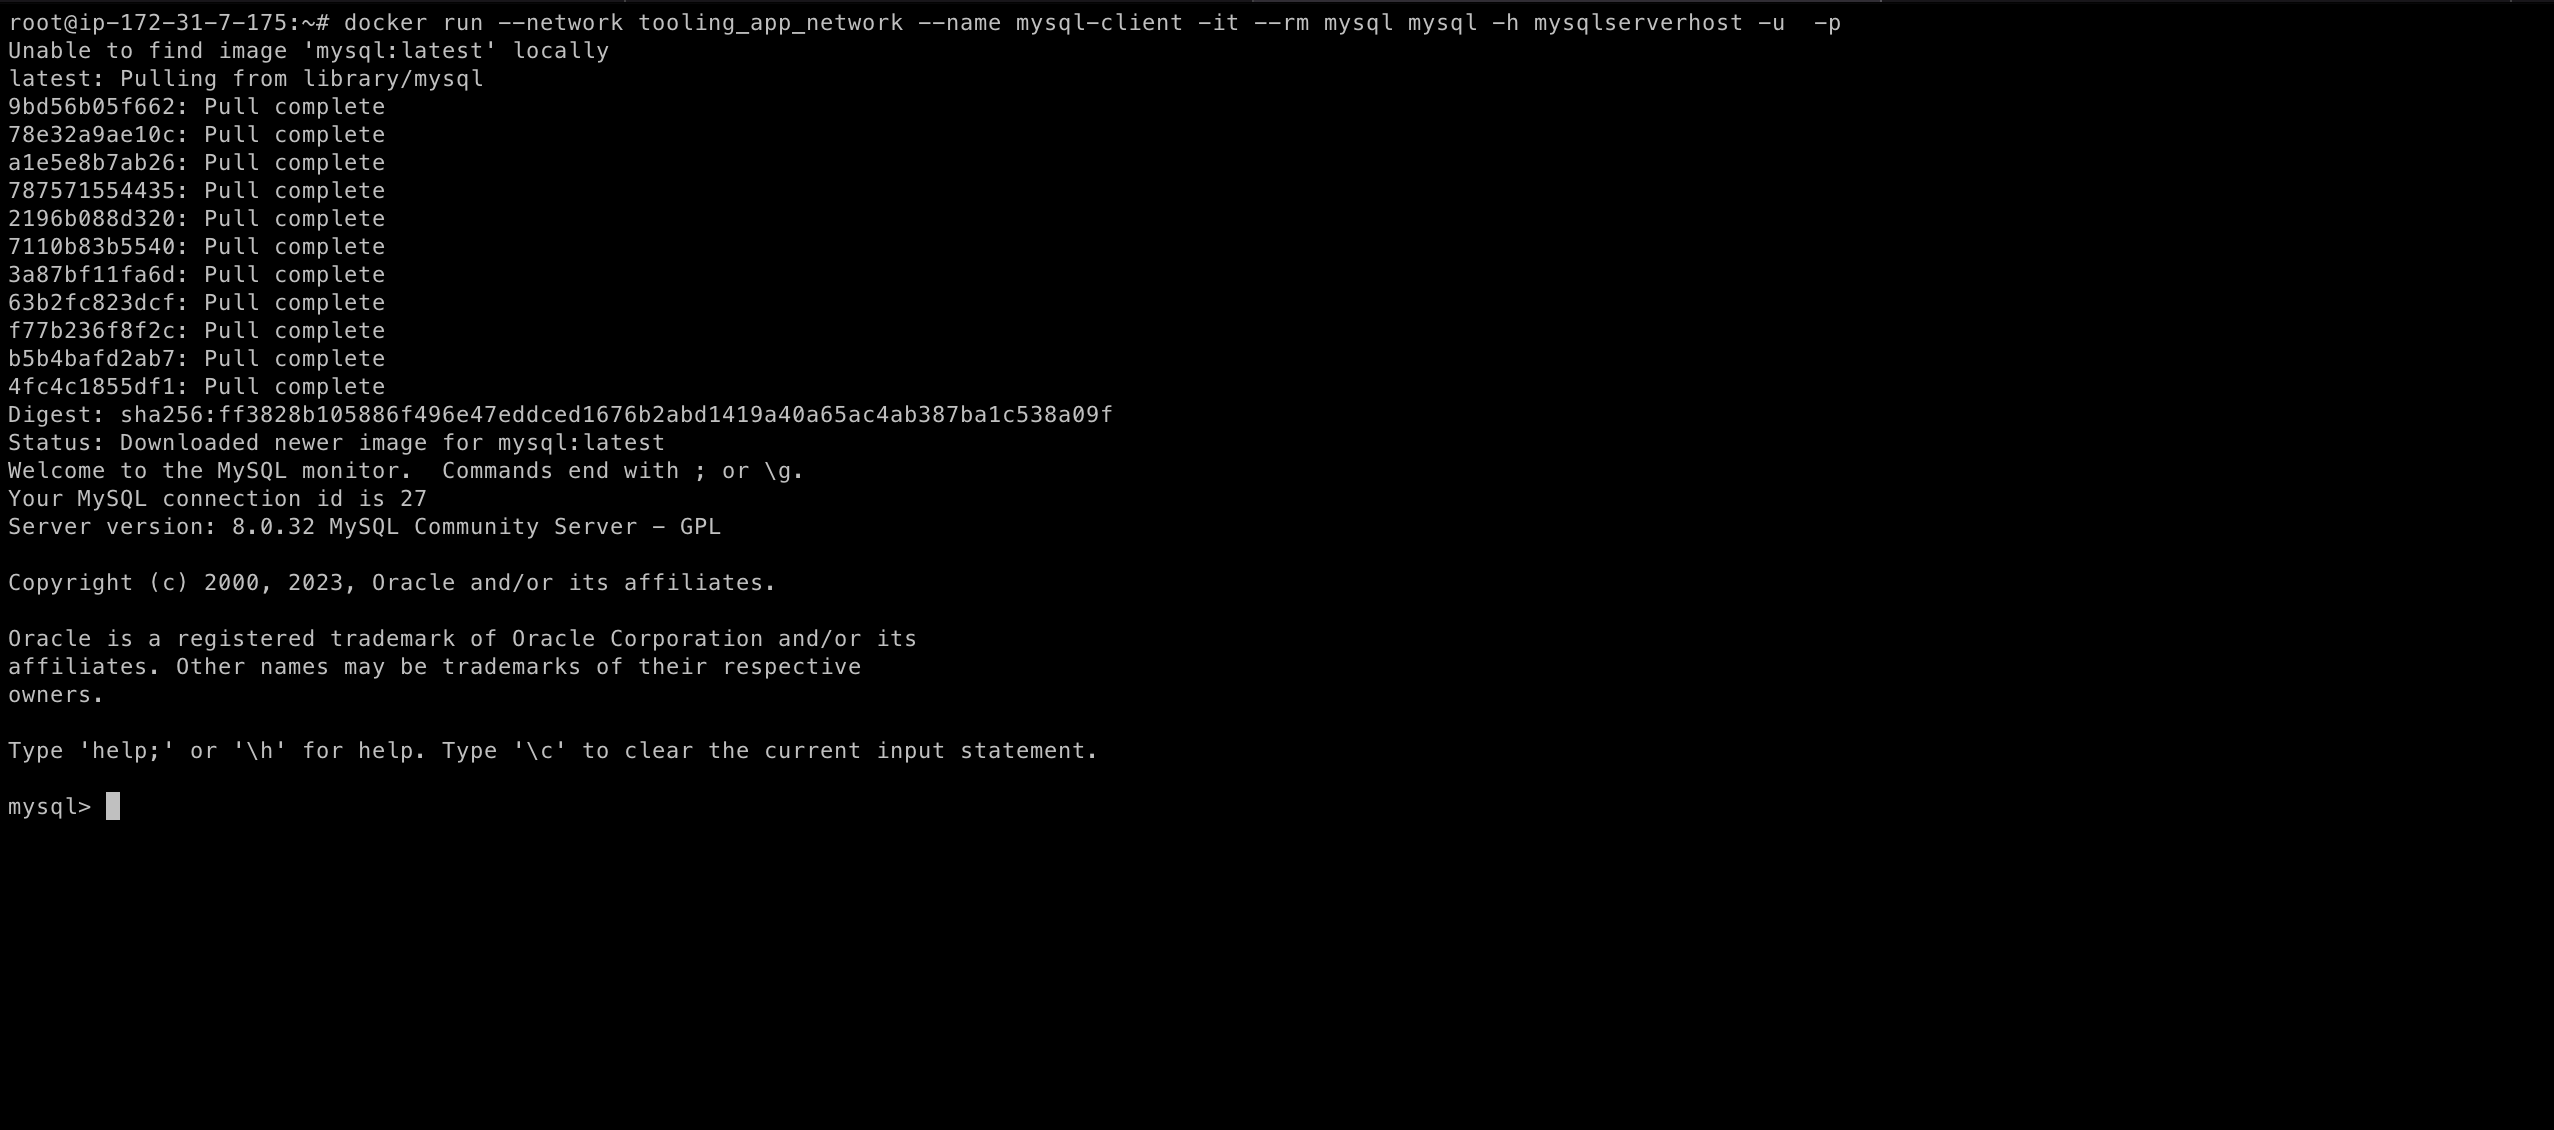 root@ip-172-31-7-175:~# docker run --network tooling_app_network --name mysql-client -it --rm mysql mysql -h mysqlserverhost -u  -p
Unable to find image 'mysql:latest' locally
latest: Pulling from library/mysql
9bd56b05f662: Pull complete
78e32a9ae10c: Pull complete
a1e5e8b7ab26: Pull complete
787571554435: Pull complete
2196b088d320: Pull complete
7110b83b5540: Pull complete
3a87bf11fa6d: Pull complete
63b2fc823dcf: Pull complete
f77b236f8f2c: Pull complete
b5b4bafd2ab7: Pull complete
4fc4c1855df1: Pull complete
Digest: sha256:ff3828b105886f496e47eddced1676b2abd1419a40a65ac4ab387ba1c538a09f
Status: Downloaded newer image for mysql:latest
Welcome to the MySQL monitor.  Commands end with ; or \g.
Your MySQL connection id is 27
Server version: 8.0.32 MySQL Community Server - GPL

Copyright (c) 2000, 2023, Oracle and/or its affiliates.

Oracle is a registered trademark of Oracle Corporation and/or its
affiliates. Other names may be trademarks of their respective
owners.

Type 'help;' or '\h' for help. Type '\c' to clear the current input statement.

mysql>